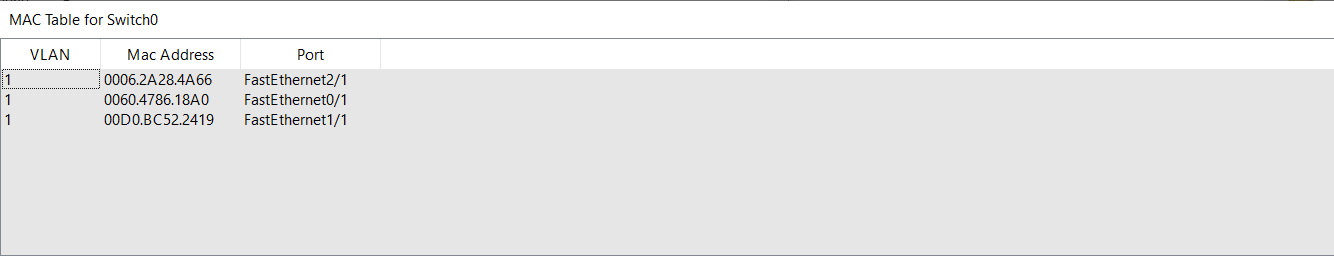 MAC Table for Switch0
VLAN Mac Address Port
1 0006.2A28.4A66 FastEthernet2/1
1 0060.4786.18A0 FastEthernet0/1
1 00D0.BC52.2419 FastEthernet1/1